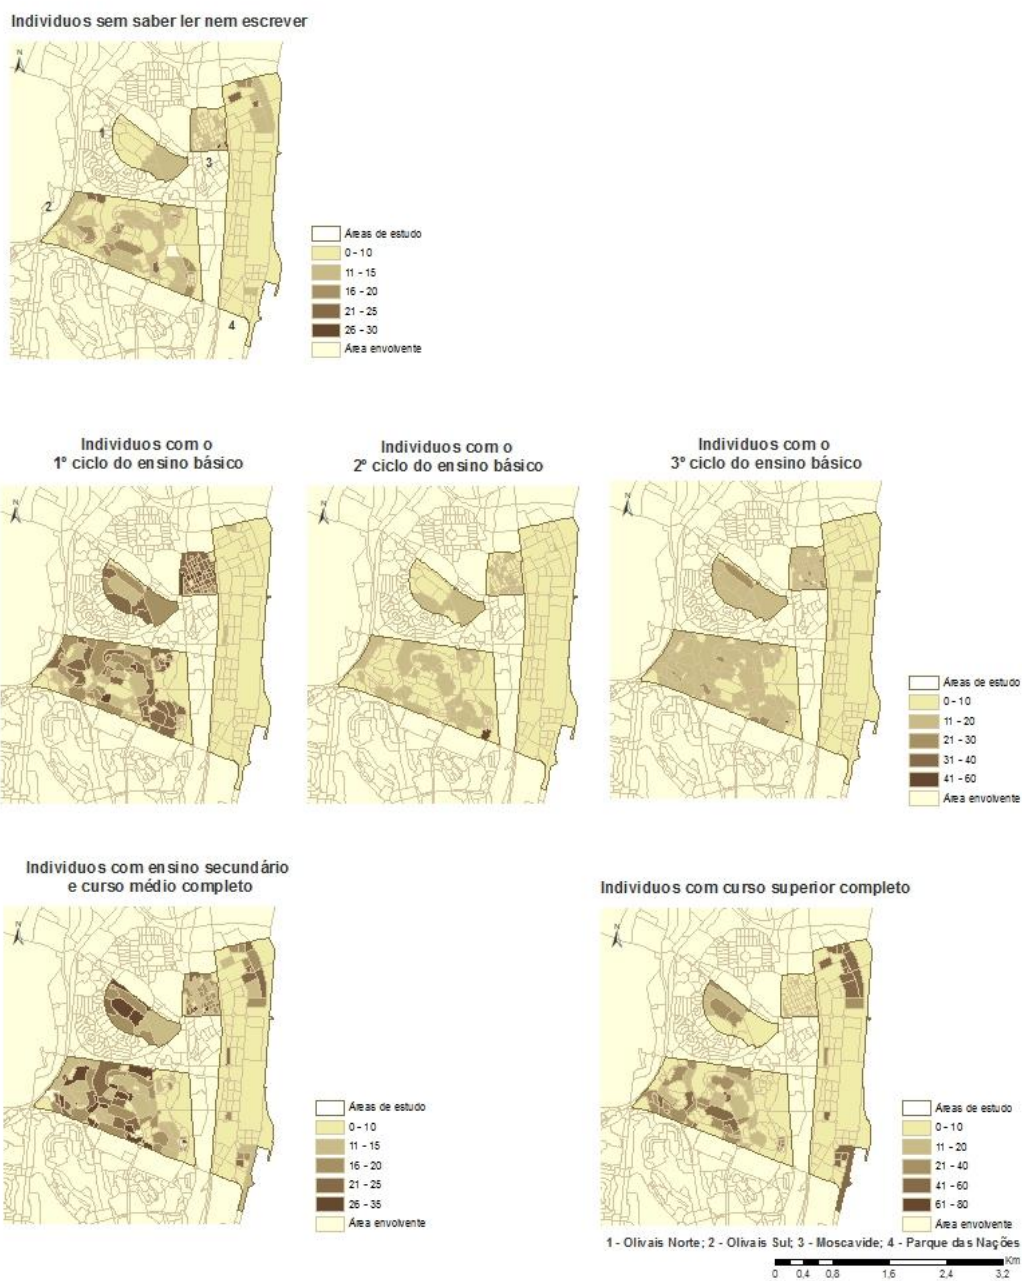 Individuos sem saber ler nem escrever
N
1
3
2
4
Áreas de estudo
0 - 10
11 - 15
16 - 20
21 - 25
26 - 30
Área envolvente
Individuos com o
1º ciclo do ensino básico
Individuos com o
2º ciclo do ensino básico
Individuos com o
3º ciclo do ensino básico
N
N
N
Áreas de estudo
0 - 10
11 - 20
21 - 30
31 - 40
41 - 60
Área envolvente
Individuos com ensino secundário
e curso médio completo
Individuos com curso superior completo
N
N
Áreas de estudo
0 - 10
11 - 15
16 - 20
21 - 25
26 - 35
Área envolvente
Áreas de estudo
0 - 10
11 - 20
21 - 40
41 - 60
61 - 80
Área envolvente
1 - Olivais Norte; 2 - Olivais Sul; 3 - Moscavide; 4 - Parque das Nações
Km
0 0,4 0,8 1,6 2,4 3,2